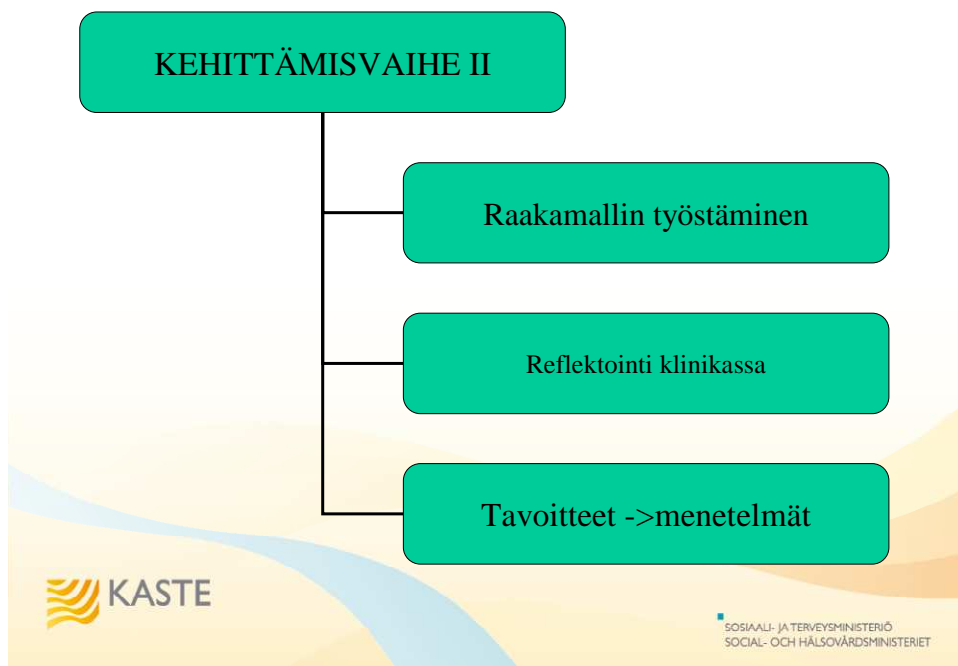 KEHITTÄMISVAIHE II
Raakamallin työstäminen
Reflektointi klinikassa
Tavoitteet ->menetelmät
KASTE
SOSIAALI- JA TERVEYSMINISTERIÖ
SOCIAL- OCH HÄLSOVÅRDSMINISTERIET